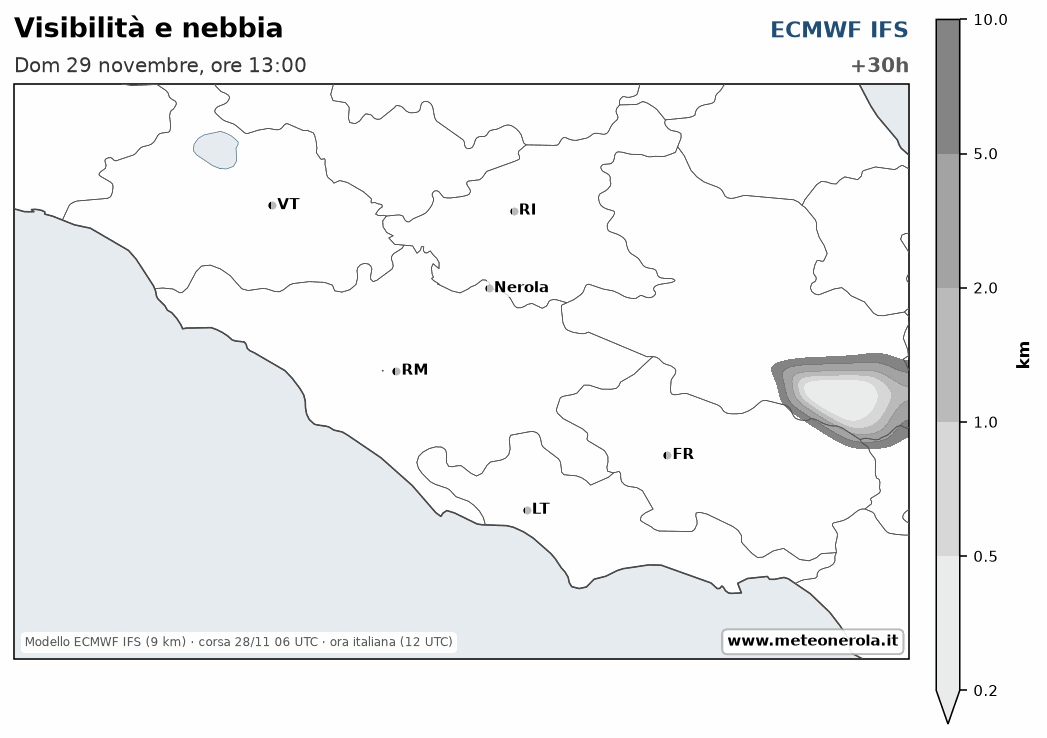 Visibilità e nebbia
ECMWF IFS
Dom 29 novembre, ore 13:00
+30h
10.0
5.0
2.0
1.0
0.5
0.2
km
VT
RI
Nerola
RM
FR
LT
Modello ECMWF IFS (9 km) · corsa 28/11 06 UTC · ora italiana (12 UTC)
www.meteonerola.it